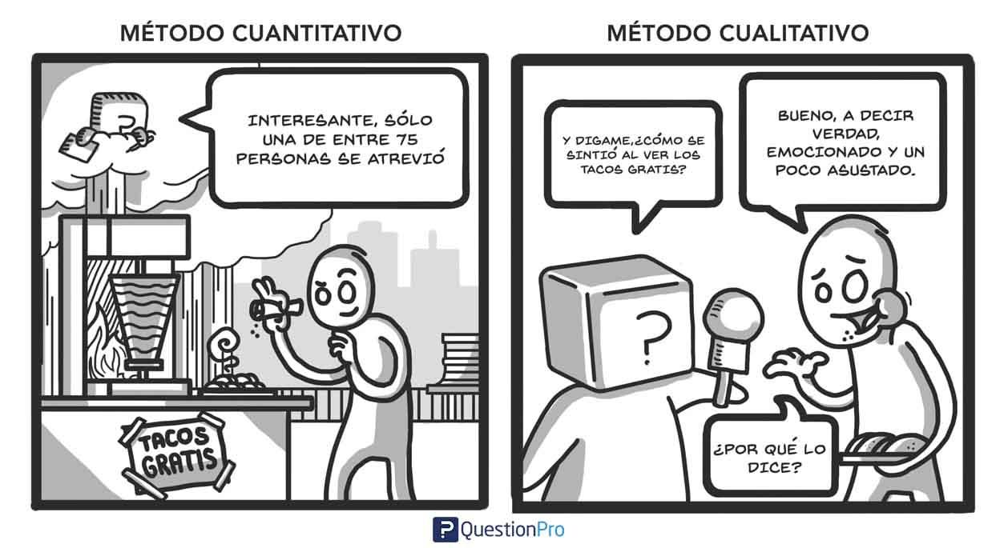 MÉTODO CUANTITATIVO
INTERESANTE, SÓLO
UNA DE ENTRE 75
PERSONAS SE ATREVIÓ
TACOS
GRATIS
MÉTODO CUALITATIVO
Y DIGAME,¿CÓMO SE
SINTIÓ AL VER LOS
TACOS GRATIS?
BUENO, A DECIR
VERDAD,
EMOCIONADO Y UN
POCO ASUSTADO.
?
¿POR QUÉ LO
DICE?
? QuestionPro